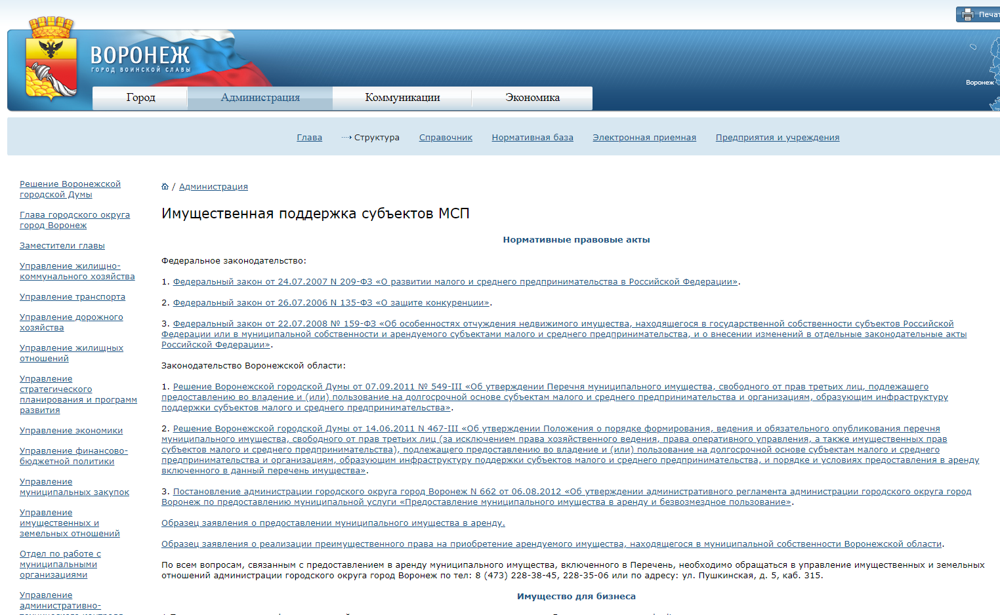 Печат
ВОРОНЕЖ
ГОРОД ВОИНСКОЙ СЛАВЫ
Воронеж
Город
Администрация
Коммуникации
Экономика
Глава
Структура
Справочник
Нормативная база
Электронная приемная
Предприятия и учреждения
Решение Воронежской
городской Думы
Глава городского округа
город Воронеж
Заместители главы
Управление жилищно-
коммунального хозяйства
Управление транспорта
Управление дорожного
хозяйства
Управление жилищных
отношений
Управление
стратегического
планирования и программ
развития
Управление экономики
Управление финансово-
бюджетной политики
Управление
муниципальных закупок
Управление
имущественных и
земельных отношений
Отдел по работе с
муниципальными
организациями
Управление
административно-
/ Администрация
Имущественная поддержка субъектов МСП
Нормативные правовые акты
Федеральное законодательство:
1. Федеральный закон от 24.07.2007 N 209-ФЗ «О развитии малого и среднего предпринимательства в Российской Федерации».
2. Федеральный закон от 26.07.2006 N 135-ФЗ «О защите конкуренции».
3. Федеральный закон от 22.07.2008 № 159-ФЗ «Об особенностях отчуждения недвижимого имущества, находящегося в государственной собственности субъектов Российской
Федерации или в муниципальной собственности и арендуемого субъектами малого и среднего предпринимательства, и о внесении изменений в отдельные законодательные акты
Российской Федерации».
Законодательство Воронежской области:
1. Решение Воронежской городской Думы от 07.09.2011 № 549-III «Об утверждении Перечня муниципального имущества, свободного от прав третьих лиц, подлежащего
предоставлению во владение и (или) пользование на долгосрочной основе субъектам малого и среднего предпринимательства и организациям, образующим инфраструктуру
поддержки субъектов малого и среднего предпринимательства».
2. Решение Воронежской городской Думы от 14.06.2011 N 467-III «Об утверждении Положения о порядке формирования, ведения и обязательного опубликования перечня
муниципального имущества, свободного от прав третьих лиц (за исключением права хозяйственного ведения, права оперативного управления, а также имущественных прав
субъектов малого и среднего предпринимательства), подлежащего предоставлению во владение и (или) пользование на долгосрочной основе субъектам малого и среднего
предпринимательства и организациям, образующим инфраструктуру поддержки субъектов малого и среднего предпринимательства, и порядке и условиях предоставления в аренду
включенного в данный перечень имущества».
3. Постановление администрации городского округа город Воронеж N 662 от 06.08.2012 «Об утверждении административного регламента администрации городского округа город
Воронеж по предоставлению муниципальной услуги «Предоставление муниципального имущества в аренду и безвозмездное пользование».
Образец заявления о предоставлении муниципального имущества в аренду.
Образец заявления о реализации преимущественного права на приобретение арендуемого имущества, находящегося в муниципальной собственности Воронежской области.
По всем вопросам, связанным с предоставлением в аренду муниципального имущества, включенного в Перечень, необходимо обращаться в управление имущественных и земельных
отношений администрации городского округа город Воронеж по тел: 8 (473) 228-38-45, 228-35-06 или по адресу: ул. Пушкинская, д. 5, каб. 315.
Имущество для бизнеса